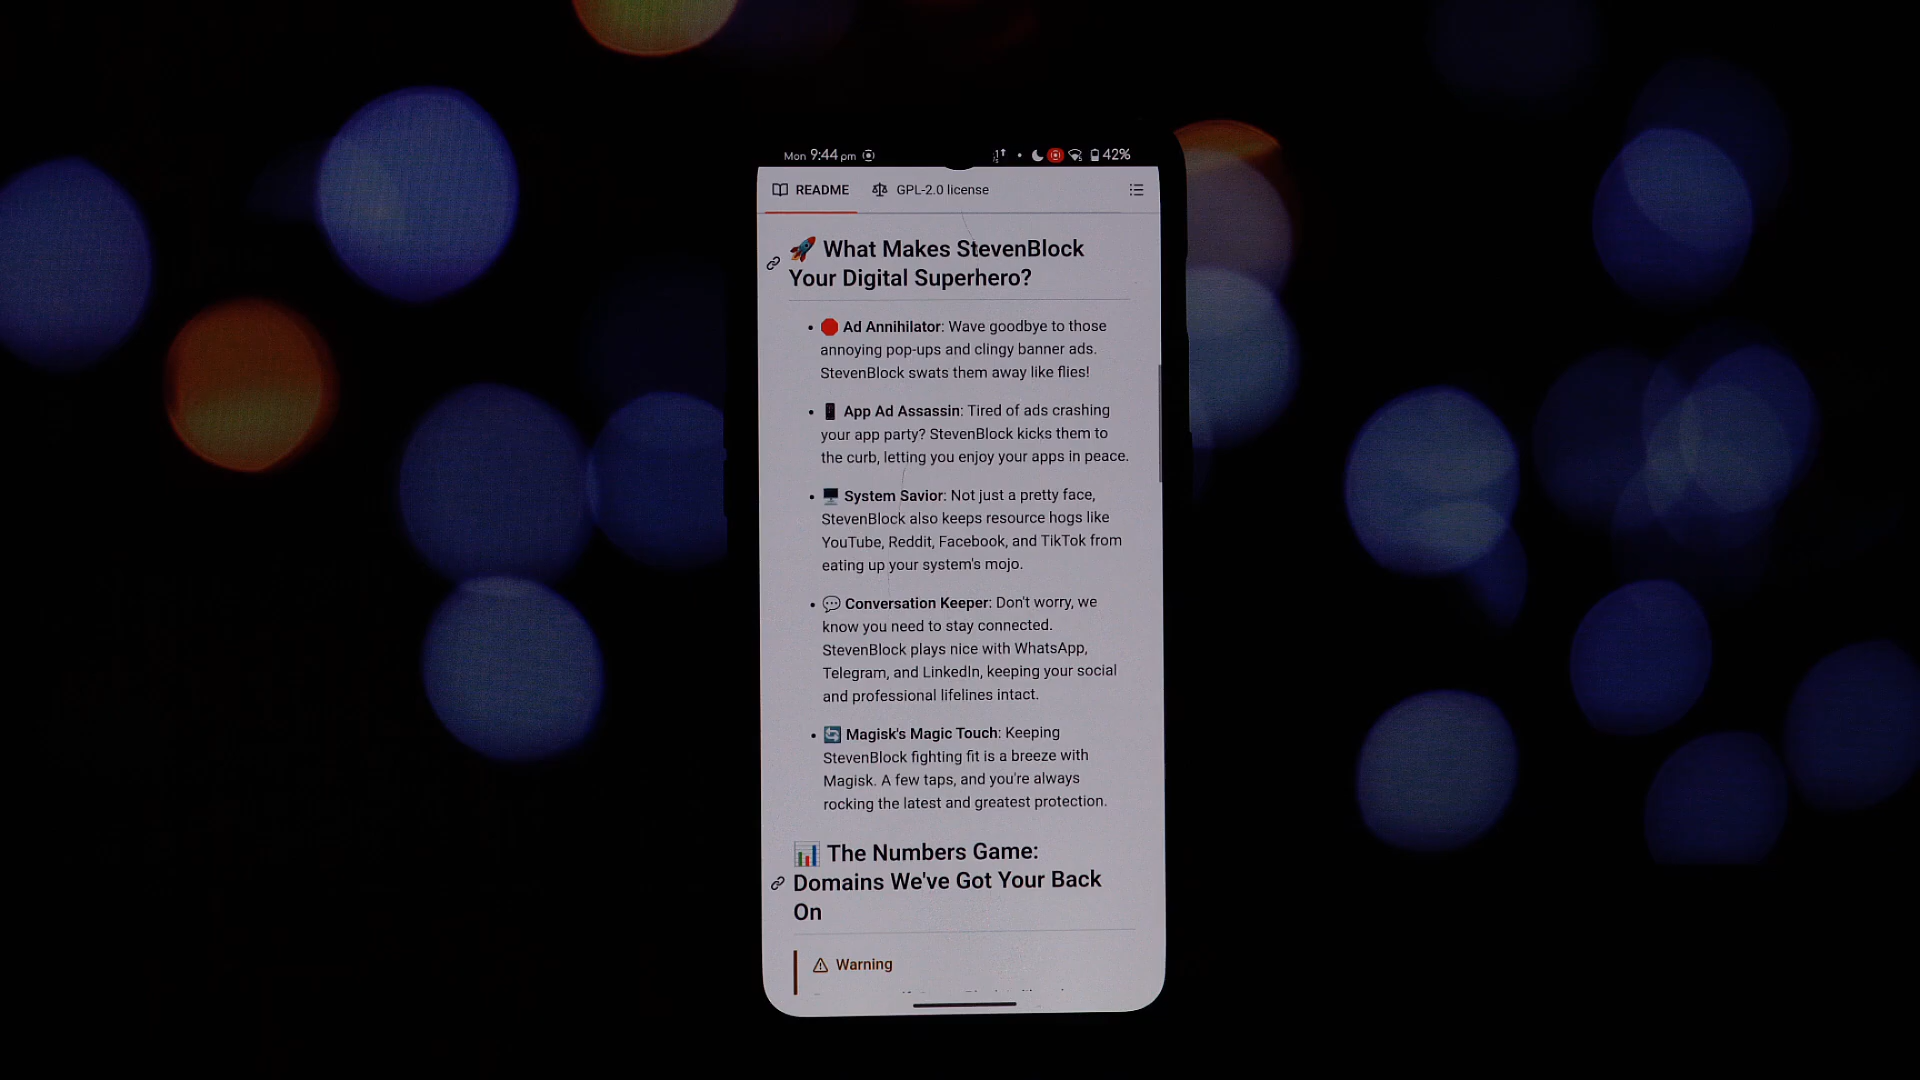 Mon 9:44 pm 42%
README GPL-2.0 license
What Makes StevenBlock
Your Digital Superhero?
Ad Annihilator: Wave goodbye to those
annoying pop-ups and clingy banner ads.
StevenBlock swats them away like flies!
App Ad Assassin: Tired of ads crashing
your app party? StevenBlock kicks them to
the curb, letting you enjoy your apps in peace.
System Savior: Not just a pretty face,
StevenBlock also keeps resource hogs like
YouTube, Reddit, Facebook, and TikTok from
eating up your system's mojo.
Conversation Keeper: Don't worry, we
know you need to stay connected.
StevenBlock plays nice with WhatsApp,
Telegram, and LinkedIn, keeping your social
and professional lifelines intact.
Magisk's Magic Touch: Keeping
StevenBlock fighting fit is a breeze with
Magisk. A few taps, and you're always
rocking the latest and greatest protection.
The Numbers Game:
Domains We've Got Your Back
On
Warning